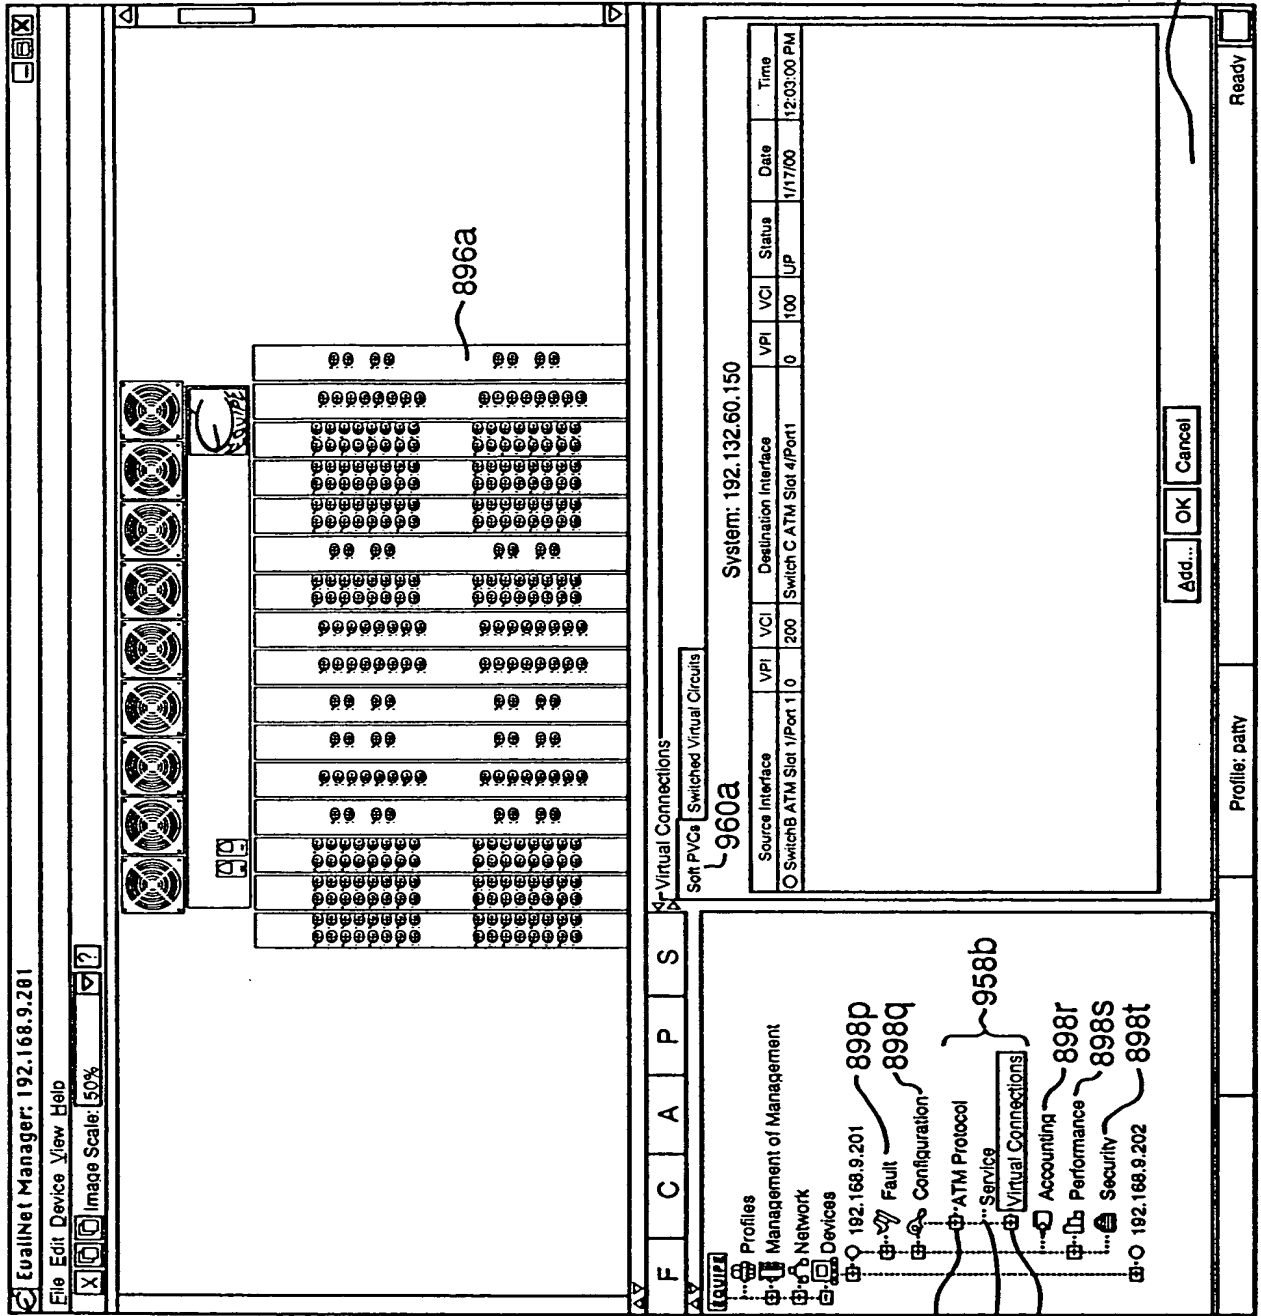 EuallNet Manager: 192.168.9.201
File Edit Device View Help
X Image Scale: 50% ?
896a
F C A P S
EQUIPE
Profiles
Management of Management
Network
Devices
192.168.9.201
Fault
898p
Configuration
898q
ATM Protocol
Service
Virtual Connections
958b
Accounting
898r
Performance
898s
Security
898t
192.168.9.202
Virtual Connections
Soft PVCs Switched Virtual Circuits
960a
System: 192.132.60.150
Source Interface VPI VCI Destination Interface VPI VCI Status Date Time
SwitchB ATM Slot 1/Port 1 0 200 Switch C ATM Slot 4/Port1 0 100 UP 1/17/00 12:03:00 PM
Add... OK Cancel
Profile: patty Ready